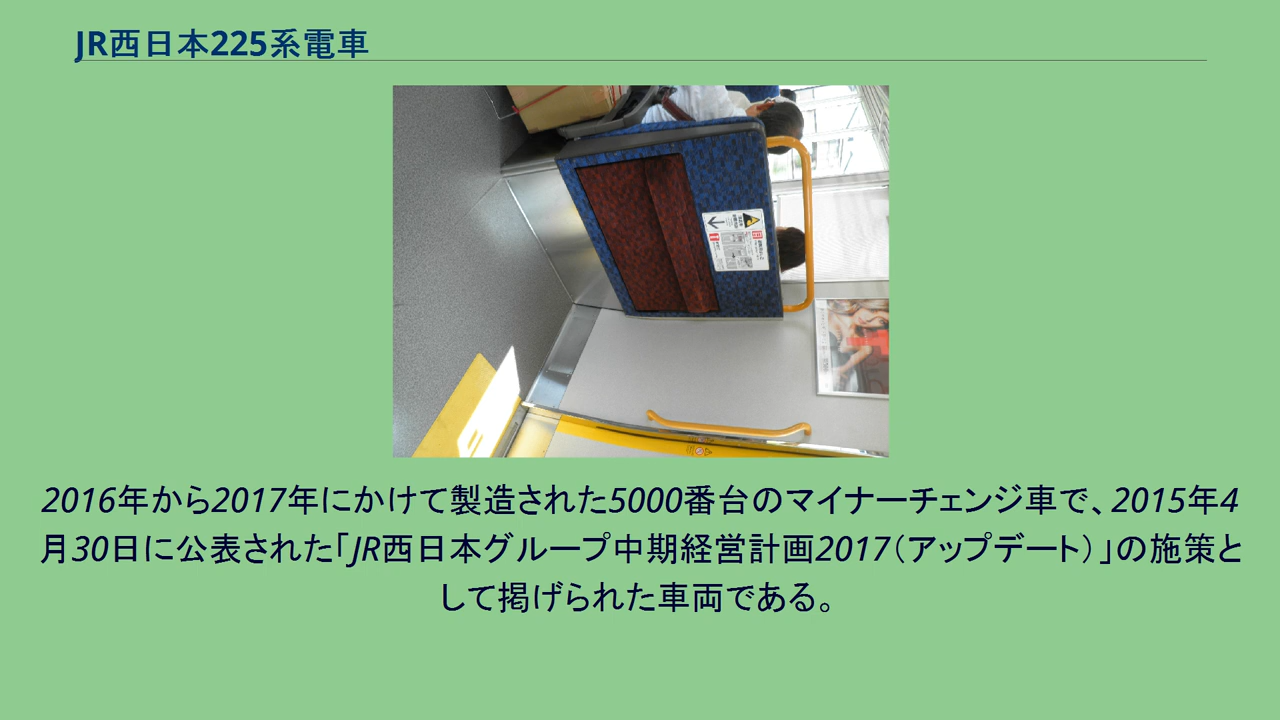 JR西日本225系電車
2016年から2017年にかけて製造された5000番台のマイナーチェンジ車で、2015年4
月30日に公表された「JR西日本グループ中期経営計画2017（アップデート）」の施策と
して掲げられた車両である。